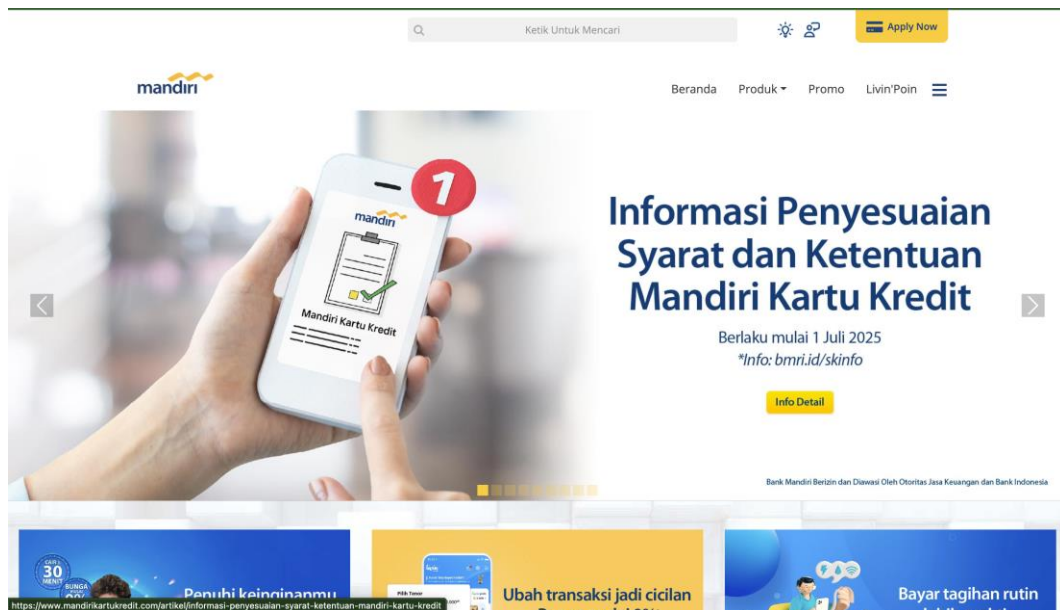 Ketik Untuk Mencari
Apply Now
mandiri
Beranda Produk Promo Livin'Poin
1
mandiri
Mandiri Kartu Kredit
Informasi Penyesuaian
Syarat dan Ketentuan
Mandiri Kartu Kredit
Berlaku mulai 1 Juli 2025
*Info: bmri.id/skinfo
Info Detail
Bank Mandiri Berizin dan Diawasi Oleh Otoritas Jasa Keuangan dan Bank Indonesia
CAIR
30
MENIT
BUNGA
Penuhi keinginanmu
Ubah transaksi jadi cicilan
Bayar tagihan rutin
https://www.mandirikartukredit.com/artikel/informasi-penyesuaian-syarat-ketentuan-mandiri-kartu-kredit